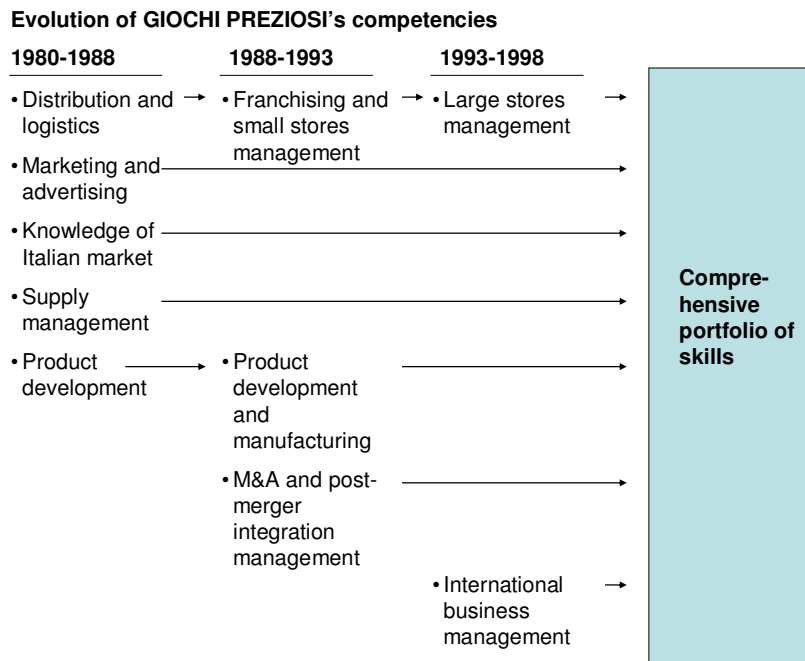 Evolution of GIOCHI PREZIOSI's competencies
1980-1988
1988-1993
1993-1998
• Distribution and
logistics
• Franchising and
small stores
management
• Large stores
management
• Marketing and
advertising
• Knowledge of
Italian market
• Supply
management
• Product
development
• Product
development
and
manufacturing
• M&A and post-
merger
integration
management
• International
business
management
Compre-
hensive
portfolio of
skills